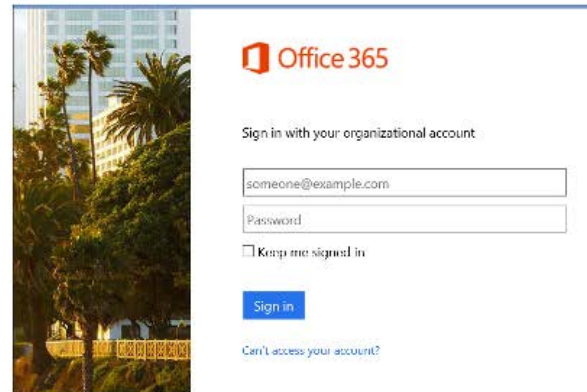 Office 365
Sign in with your organizational account
someone@example.com
Password
Keep me signed in
Sign in
Can't access your account?